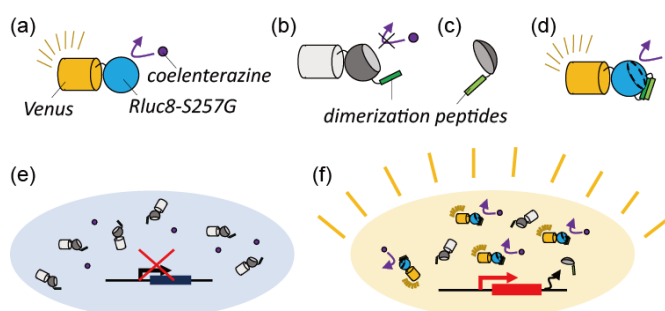 (a)
(b)
(c)
(d)
coelenterazine
Venus
Rluc8-S257G
dimerization peptides
(e)
(f)